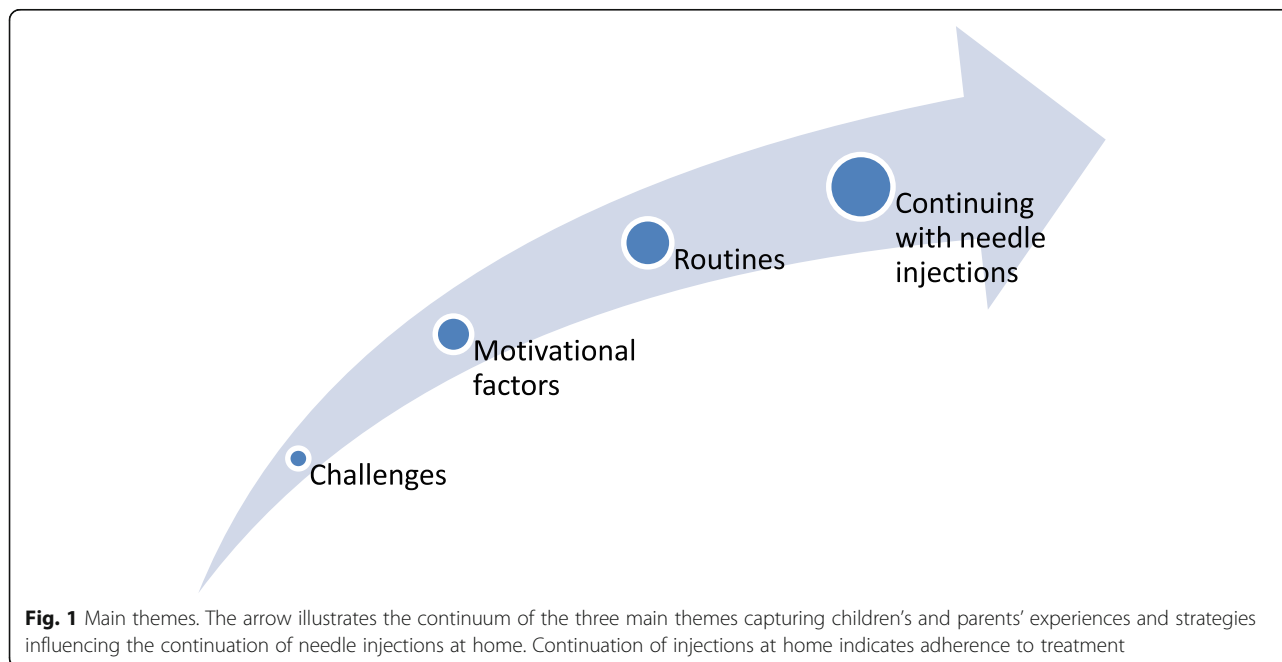 Continuing
with needle
injections
Routines
Motivational
factors
Challenges
Fig. 1 Main themes. The arrow illustrates the continuum of the three main themes capturing children’s and parents’ experiences and strategies
influencing the continuation of needle injections at home. Continuation of injections at home indicates adherence to treatment